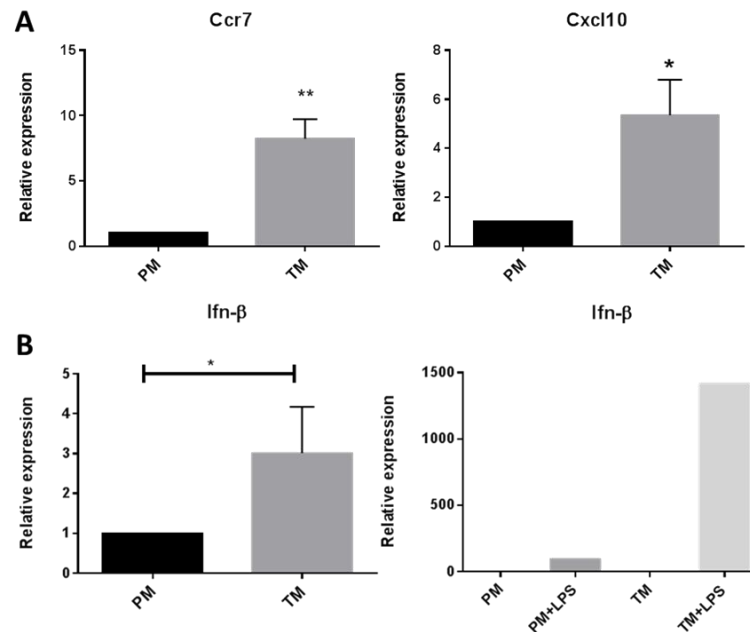 A
Ccr7
Relative expression
15
10
5
0
**
PM
TM
Cxcl10
Relative expression
8
6
4
2
0
*
PM
TM
B
Ifn-β
Relative expression
5
4
3
2
1
0
*
PM
TM
Ifn-β
Relative expression
1500
1000
500
0
PM
PM+LPS
TM
TM+LPS